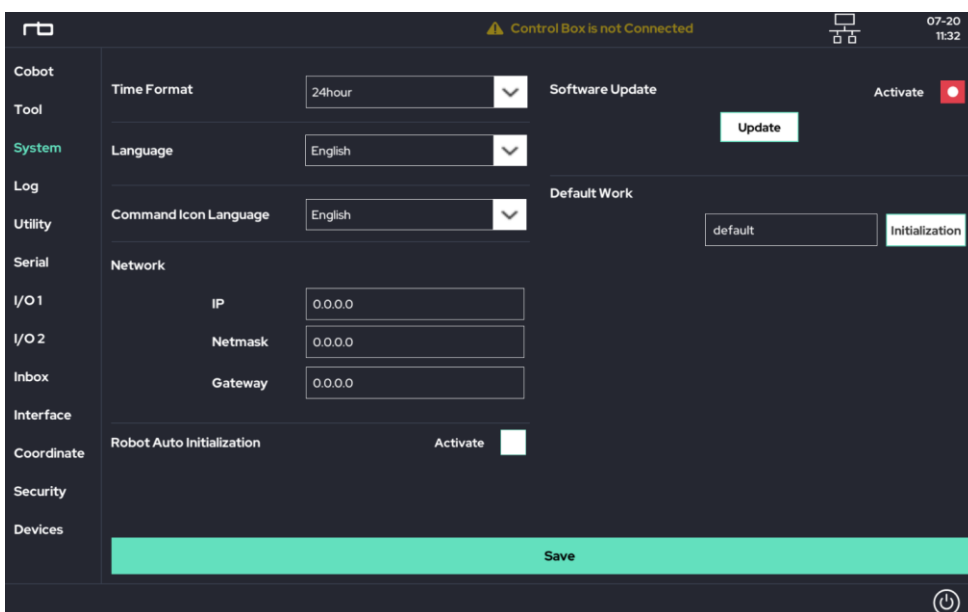 rb
Control Box is not Connected
07-20
11:32
Cobot
Tool
System
Log
Utility
Serial
I/O 1
I/O 2
Inbox
Interface
Coordinate
Security
Devices
Time Format
24hour
Language
English
Command Icon Language
English
Network
IP
0.0.0.0
Netmask
0.0.0.0
Gateway
0.0.0.0
Robot Auto Initialization
Activate
Software Update
Activate
Update
Default Work
default
Initialization
Save